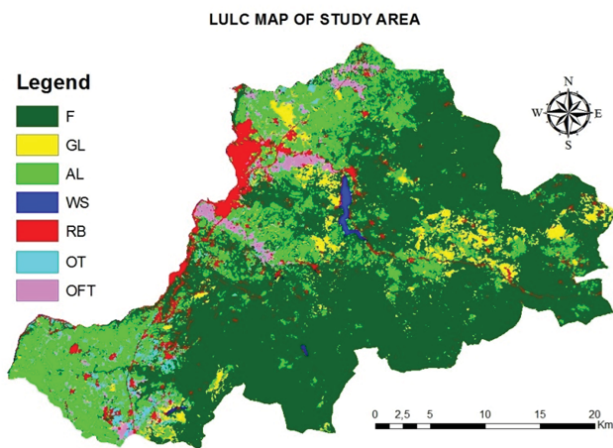 LULC MAP OF STUDY AREA
Legend
F
GL
AL
WS
RB
OT
OFT
N
W E
S
0 2,5 5 10 15 20
Km